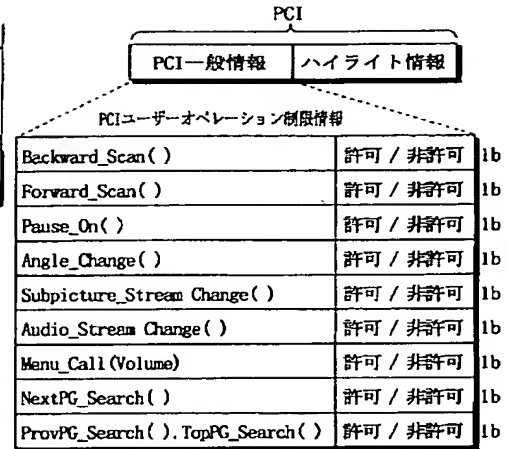 PCI
PCI一般情報 ハイライト情報
PCIユーザーオペレーション制限情報
Backward_Scan( ) 許可 / 非許可 1b
Forward_Scan( ) 許可 / 非許可 1b
Pause_On( ) 許可 / 非許可 1b
Angle_Change( ) 許可 / 非許可 1b
Subpicture_Stream Change( ) 許可 / 非許可 1b
Audio_Stream Change( ) 許可 / 非許可 1b
Menu_Call(Volume) 許可 / 非許可 1b
NextPG_Search( ) 許可 / 非許可 1b
ProvPG_Search( ).TopPG_Search( ) 許可 / 非許可 1b